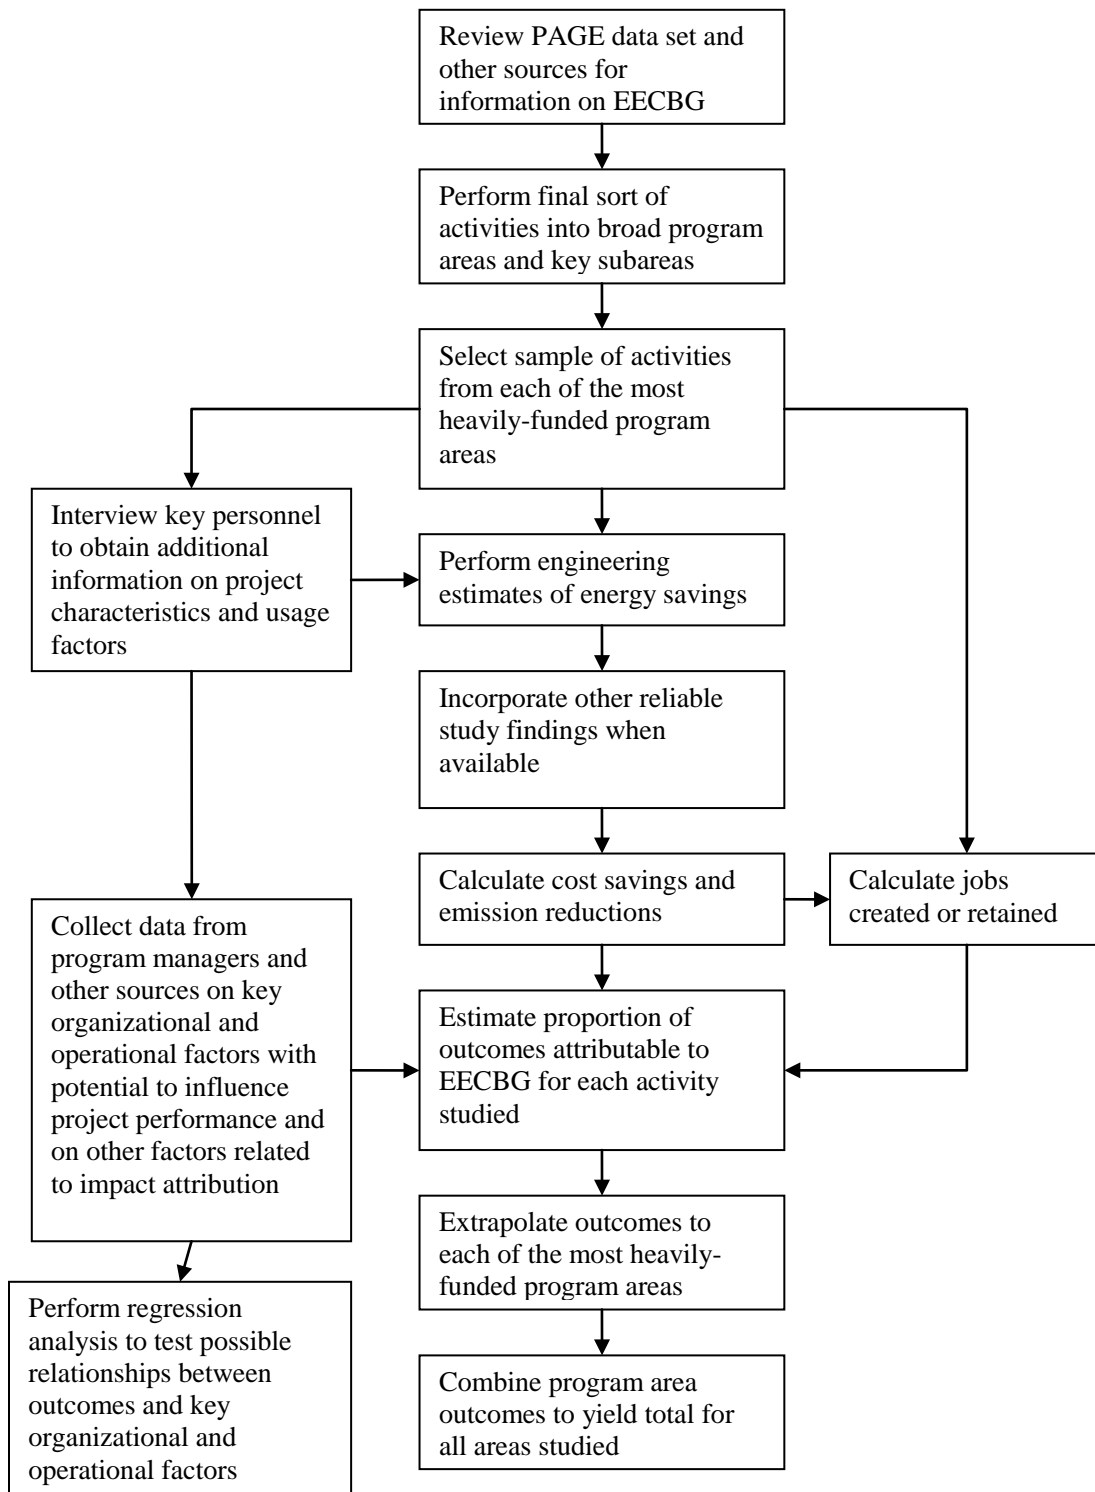 Review PAGE data set and
other sources for
information on EECBG
Perform final sort of
activities into broad program
areas and key subareas
Select sample of activities
from each of the most
heavily-funded program
areas
Interview key personnel
to obtain additional
information on project
characteristics and usage
factors
Perform engineering
estimates of energy savings
Incorporate other reliable
study findings when
available
Calculate cost savings and
emission reductions
Calculate jobs
created or retained
Collect data from
program managers and
other sources on key
organizational and
operational factors with
potential to influence
project performance and
on other factors related
to impact attribution
Estimate proportion of
outcomes attributable to
EECBG for each activity
studied
Extrapolate outcomes to
each of the most heavily-
funded program areas
Perform regression
analysis to test possible
relationships between
outcomes and key
organizational and
operational factors
Combine program area
outcomes to yield total for
all areas studied